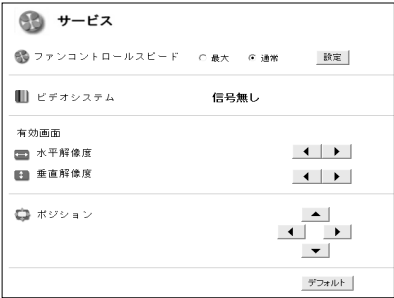 サービス
ファンコントロールスピード 最大 通常 設定
ビデオシステム 信号無し
有効画面
水平解像度
垂直解像度
ポジション
デフォルト